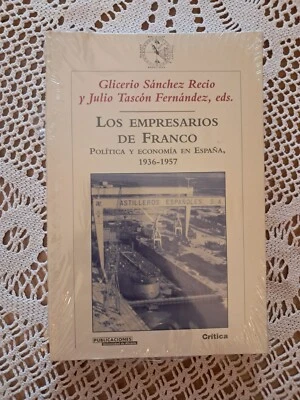 Glicerio Sánchez Recio
y Julio Tascón Fernández, eds.
LOS EMPRESARIOS
DE FRANCO
POLÍTICA Y ECONOMÍA EN ESPAÑA,
1936-1957
ASTILLEROS ESPAÑOLES S.A.
PUBLICACIONES
Crítica